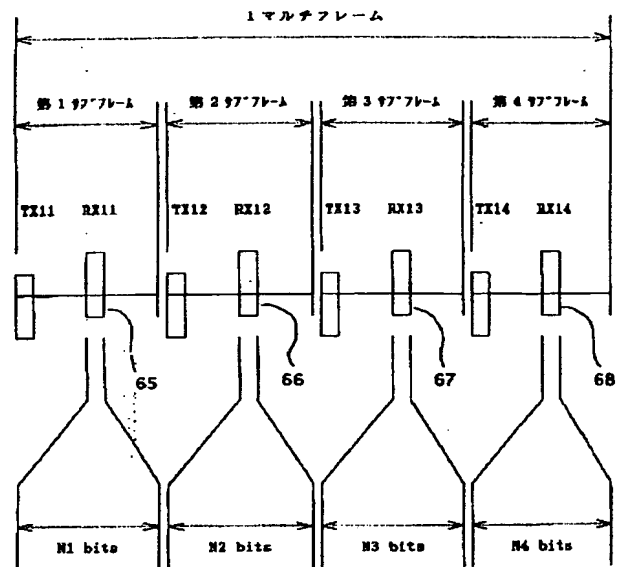 1 マルチフレーム
第1サブフレーム 第2サブフレーム 第3サブフレーム 第4サブフレーム
TX11 RX11 TX12 RX12 TX13 RX13 TX14 RX14
65 66 67 68
N1 bits N2 bits N3 bits N4 bits